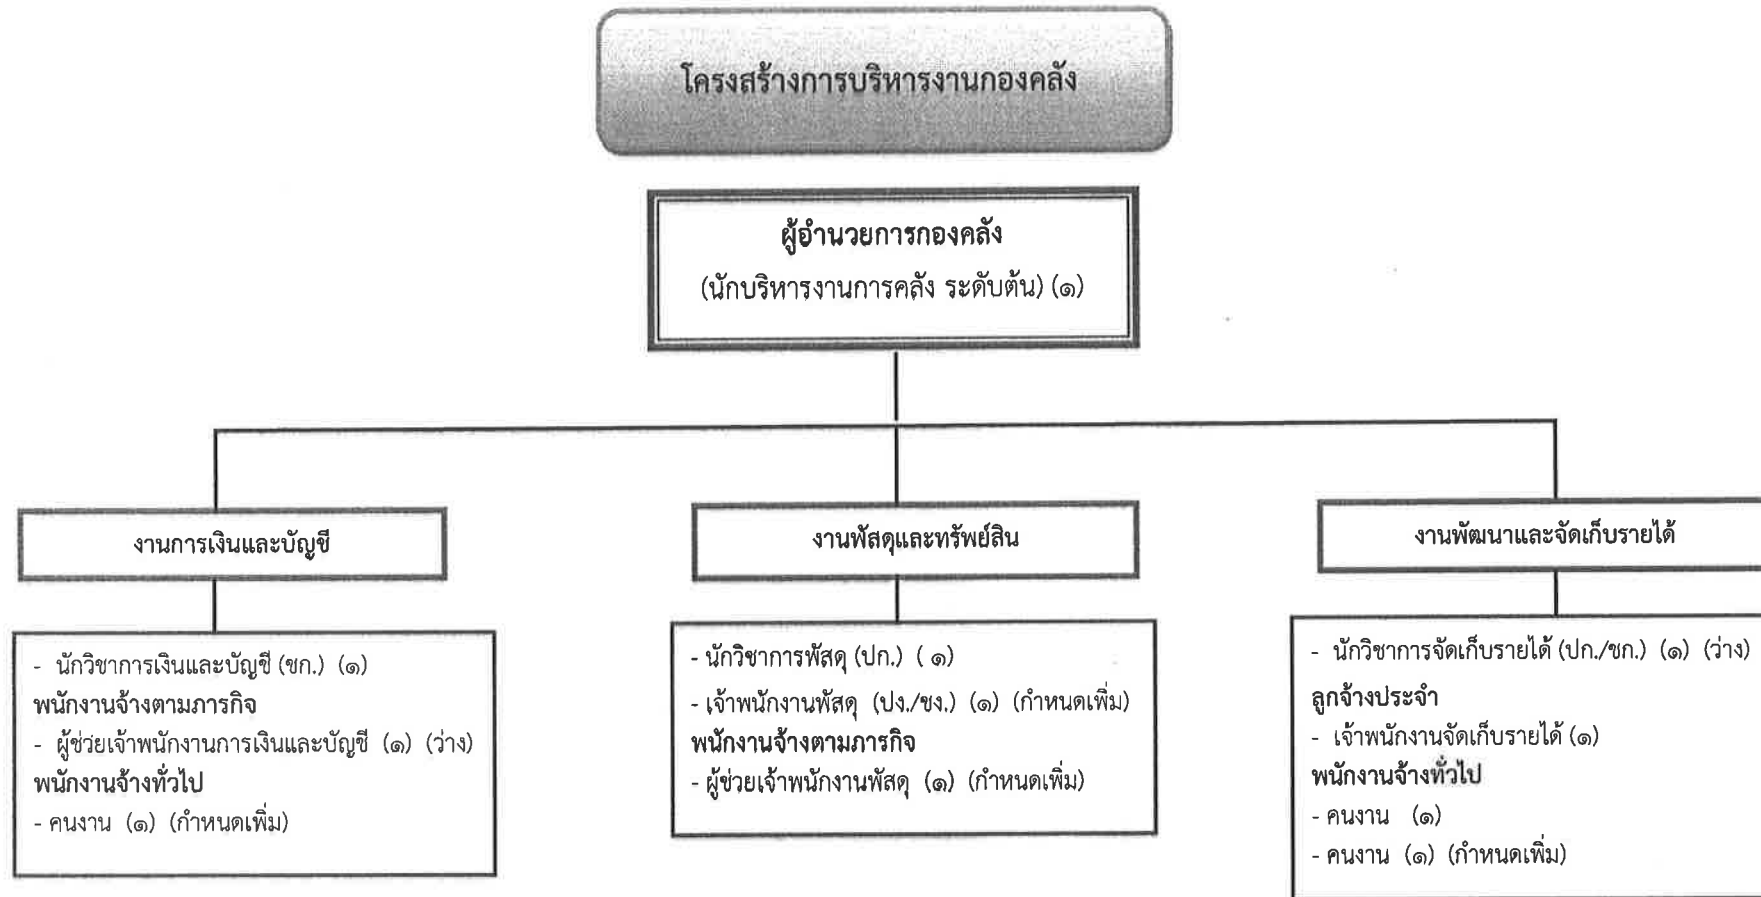 โครงสร้างการบริหารงานกองคลัง
ผู้อำนวยการกองคลัง
(นักบริหารงานการคลัง ระดับต้น) (๑)
งานการเงินและบัญชี
- นักวิชาการเงินและบัญชี (ชก.) (๑)
พนักงานจ้างตามภารกิจ
- ผู้ช่วยเจ้าพนักงานการเงินและบัญชี (๑) (ว่าง)
พนักงานจ้างทั่วไป
- คนงาน (๑) (กำหนดเพิ่ม)
งานพัสดุและทรัพย์สิน
- นักวิชาการพัสดุ (ปก.) ( ๑)
- เจ้าพนักงานพัสดุ (ปง./ชง.) (๑) (กำหนดเพิ่ม)
พนักงานจ้างตามภารกิจ
- ผู้ช่วยเจ้าพนักงานพัสดุ (๑) (กำหนดเพิ่ม)
งานพัฒนาและจัดเก็บรายได้
- นักวิชาการจัดเก็บรายได้ (ปก./ชก.) (๑) (ว่าง)
ลูกจ้างประจำ
- เจ้าพนักงานจัดเก็บรายได้ (๑)
พนักงานจ้างทั่วไป
- คนงาน (๑)
- คนงาน (๑) (กำหนดเพิ่ม)